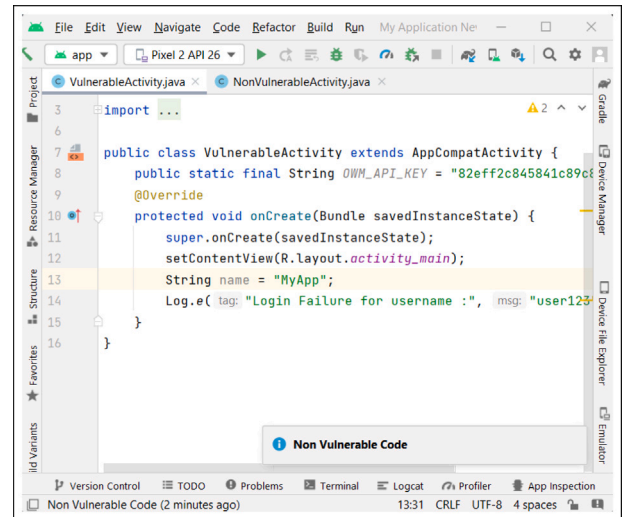 File Edit View Navigate Code Refactor Build Run My Application Ne
app Pixel 2 API 26
VulnerableActivity.java NonVulnerableActivity.java
Project
Resource Manager
Structure
Favorites
ild Variants
3 import ...
2
6
7 public class VulnerableActivity extends AppCompatActivity {
8 public static final String OWM_API_KEY = "82eff2c845841c89c8
9 @Override
10 protected void onCreate(Bundle savedInstanceState) {
11 super.onCreate(savedInstanceState);
12 setContentView(R.layout.activity_main);
13 String name = "MyApp";
14 Log.e( tag: "Login Failure for username :", msg: "user123
15 }
16 }
Gradle
Device Manager
Device File Explorer
Emulator
Non Vulnerable Code
Version Control TODO Problems Terminal Logcat Profiler App Inspection
Non Vulnerable Code (2 minutes ago) 13:31 CRLF UTF-8 4 spaces